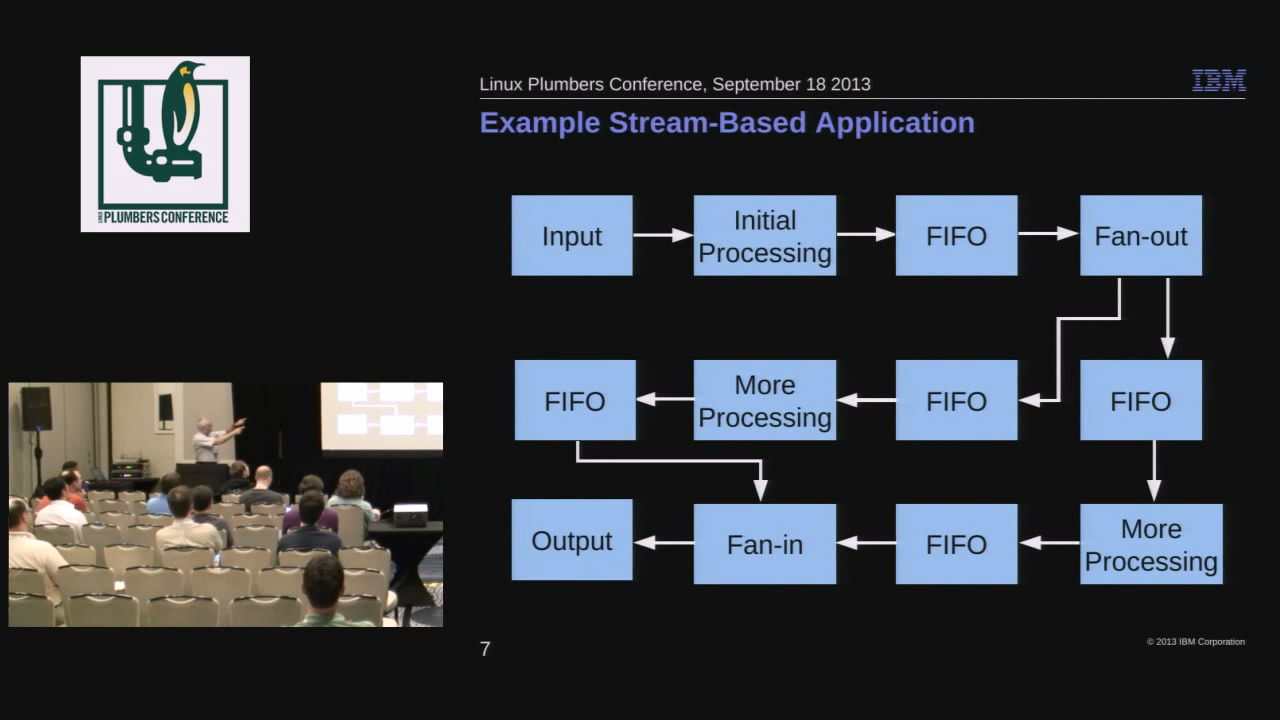 LINUX PLUMBERS CONFERENCE
Linux Plumbers Conference, September 18 2013
IBM
Example Stream-Based Application
Input
Initial
Processing
FIFO
Fan-out
FIFO
More
Processing
FIFO
FIFO
Output
Fan-in
FIFO
More
Processing
7
© 2013 IBM Corporation